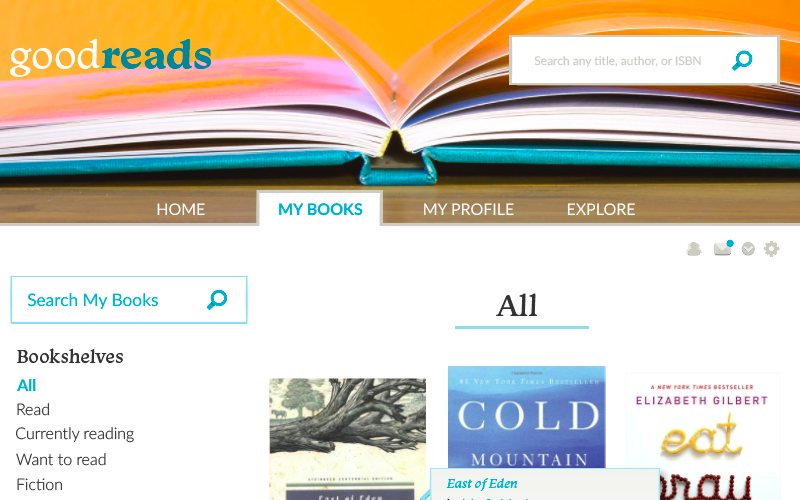 goodreads
Search any title, author, or ISBN
HOME
MY BOOKS
MY PROFILE
EXPLORE
Search My Books
All
Bookshelves
All
Read
Currently reading
Want to read
Fiction
STEINBECK CENTENNIAL EDITION
East of Eden
#1 NEW YORK TIMES BESTSELLER
COLD
MOUNTAIN
A NEW YORK TIMES BESTSELLER
ELIZABETH GILBERT
eat
pray
East of Eden